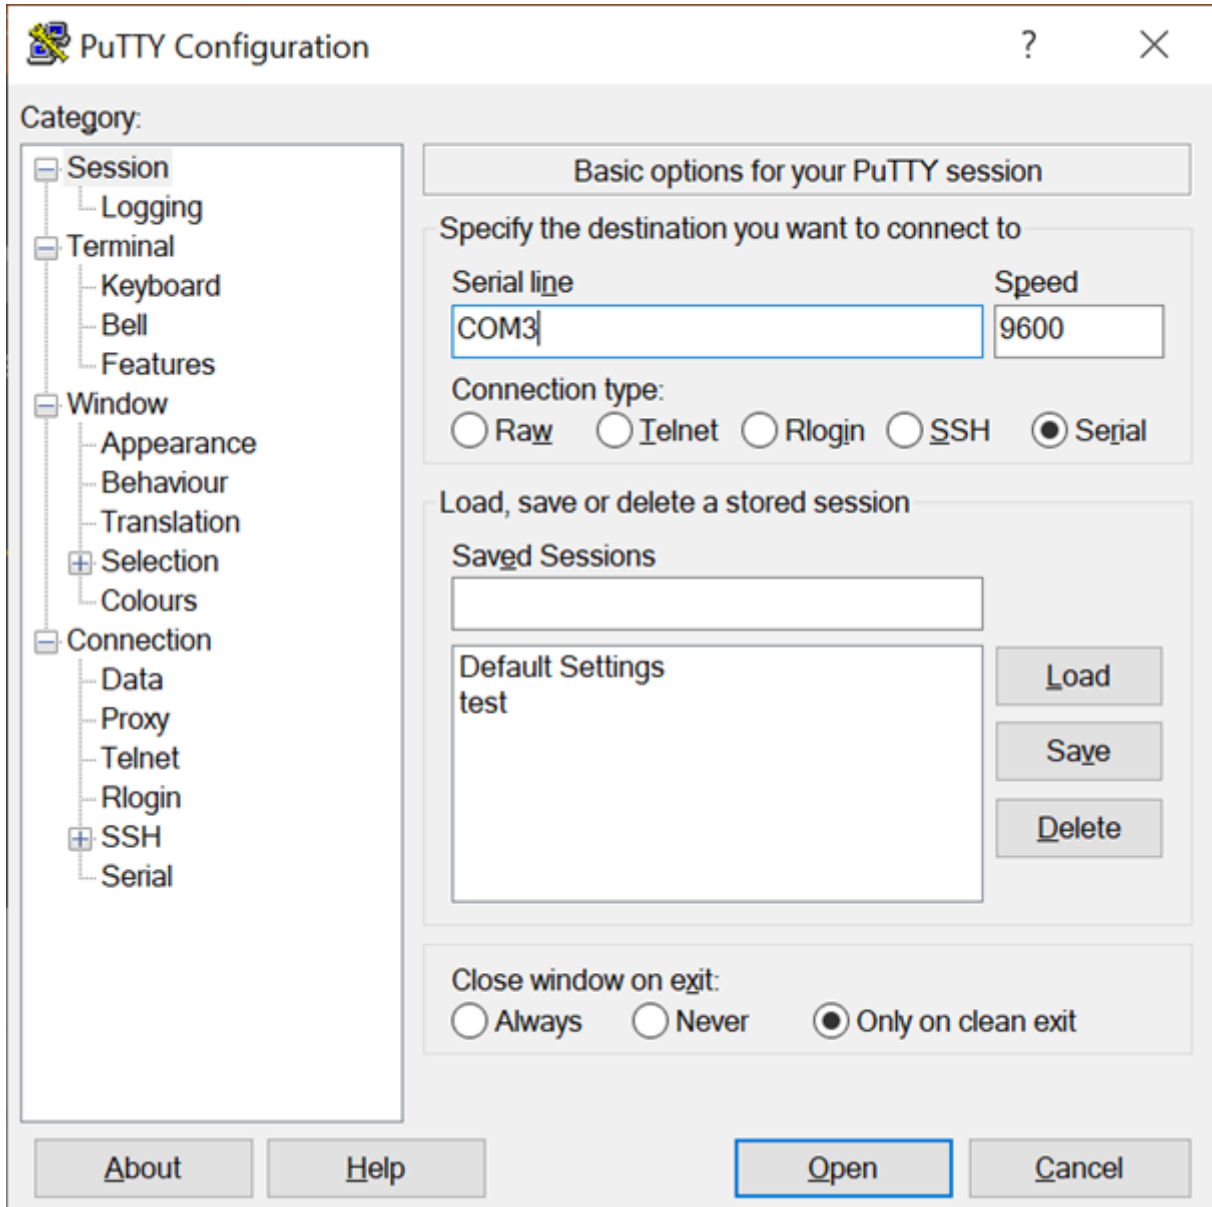 PuTTY Configuration
?
Category:
Session
Logging
Terminal
Keyboard
Bell
Features
Window
Appearance
Behaviour
Translation
Selection
Colours
Connection
Data
Proxy
Telnet
Rlogin
SSH
Serial
Basic options for your PuTTY session
Specify the destination you want to connect to
Serial line Speed
COM3 9600
Connection type:
Raw Telnet Rlogin SSH Serial
Load, save or delete a stored session
Saved Sessions
Default Settings
test
Load
Save
Delete
Close window on exit:
Always Never Only on clean exit
About Help Open Cancel